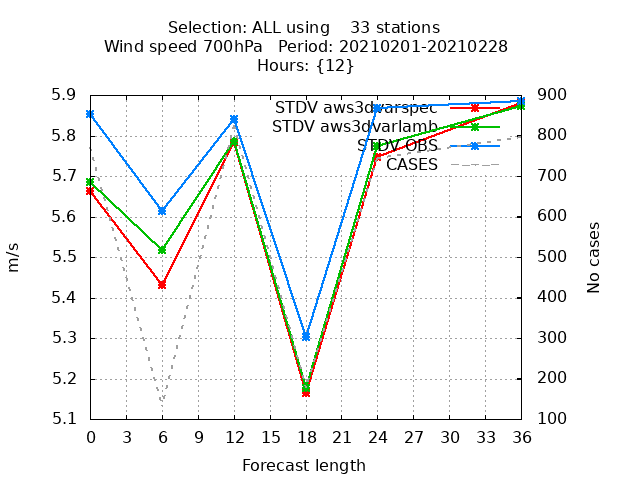 Selection: ALL using    33 stations
Wind speed 700hPa   Period: 20210201-20210228
Hours: {12}
STDV aws3dvarspec
STDV aws3dvarlamb
STDV OBS
CASES
5.9
5.8
5.7
5.6
5.5
5.4
5.3
5.2
5.1
m/s
900
800
700
600
500
400
300
200
100
No cases
0 3 6 9 12 15 18 21 24 27 30 33 36
Forecast length